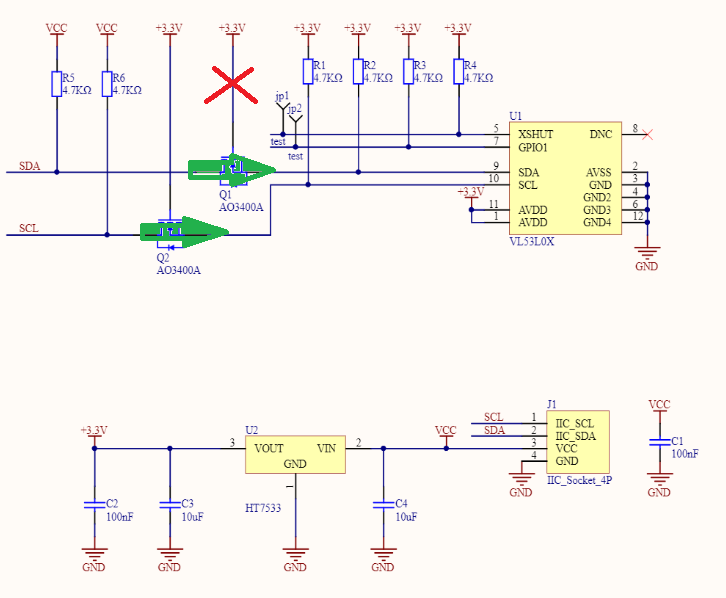 VCC VCC +3.3V +3.3V +3.3V +3.3V +3.3V +3.3V
R5 R6 R1 R2 R3 R4
4.7KΩ 4.7KΩ 4.7KΩ 4.7KΩ 4.7KΩ 4.7KΩ
jp1
jp2
U1
test
test
5 XSHUT DNC 8
7 GPIO1
SDA
9 SDA AVSS 2
10 SCL GND 3
+3.3V
GND2 4
Q1
AO3400A
11 AVDD GND3 6
1 AVDD GND4 12
SCL
VL53L0X
Q2
AO3400A
GND
J1
SCL 1 IIC_SCL
SDA 2 IIC_SDA
3 VCC
4 GND
IIC_Socket_4P
GND
VCC
C1
100nF
GND
+3.3V
U2
VCC
3 VOUT VIN 2
GND
1
HT7533
C2
100nF
C3
10uF
C4
10uF
GND GND GND GND